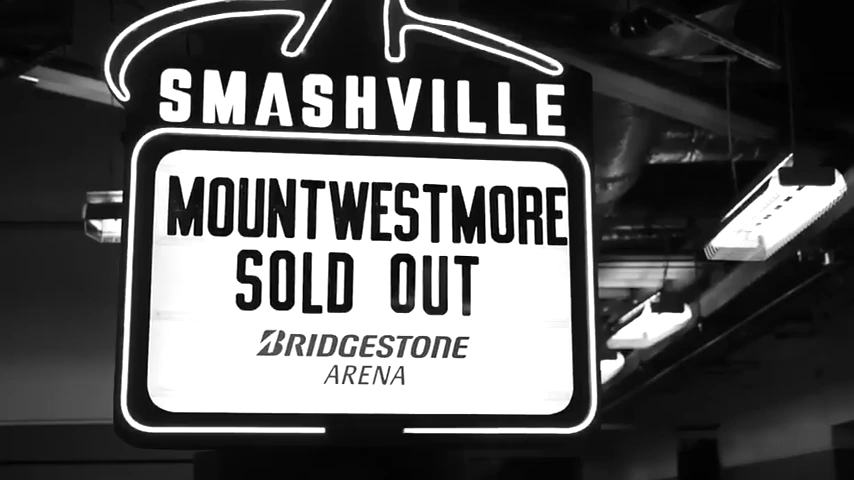 SMASHVILLE
MOUNTWESTMORE
SOLD OUT
BRIDGESTONE
ARENA